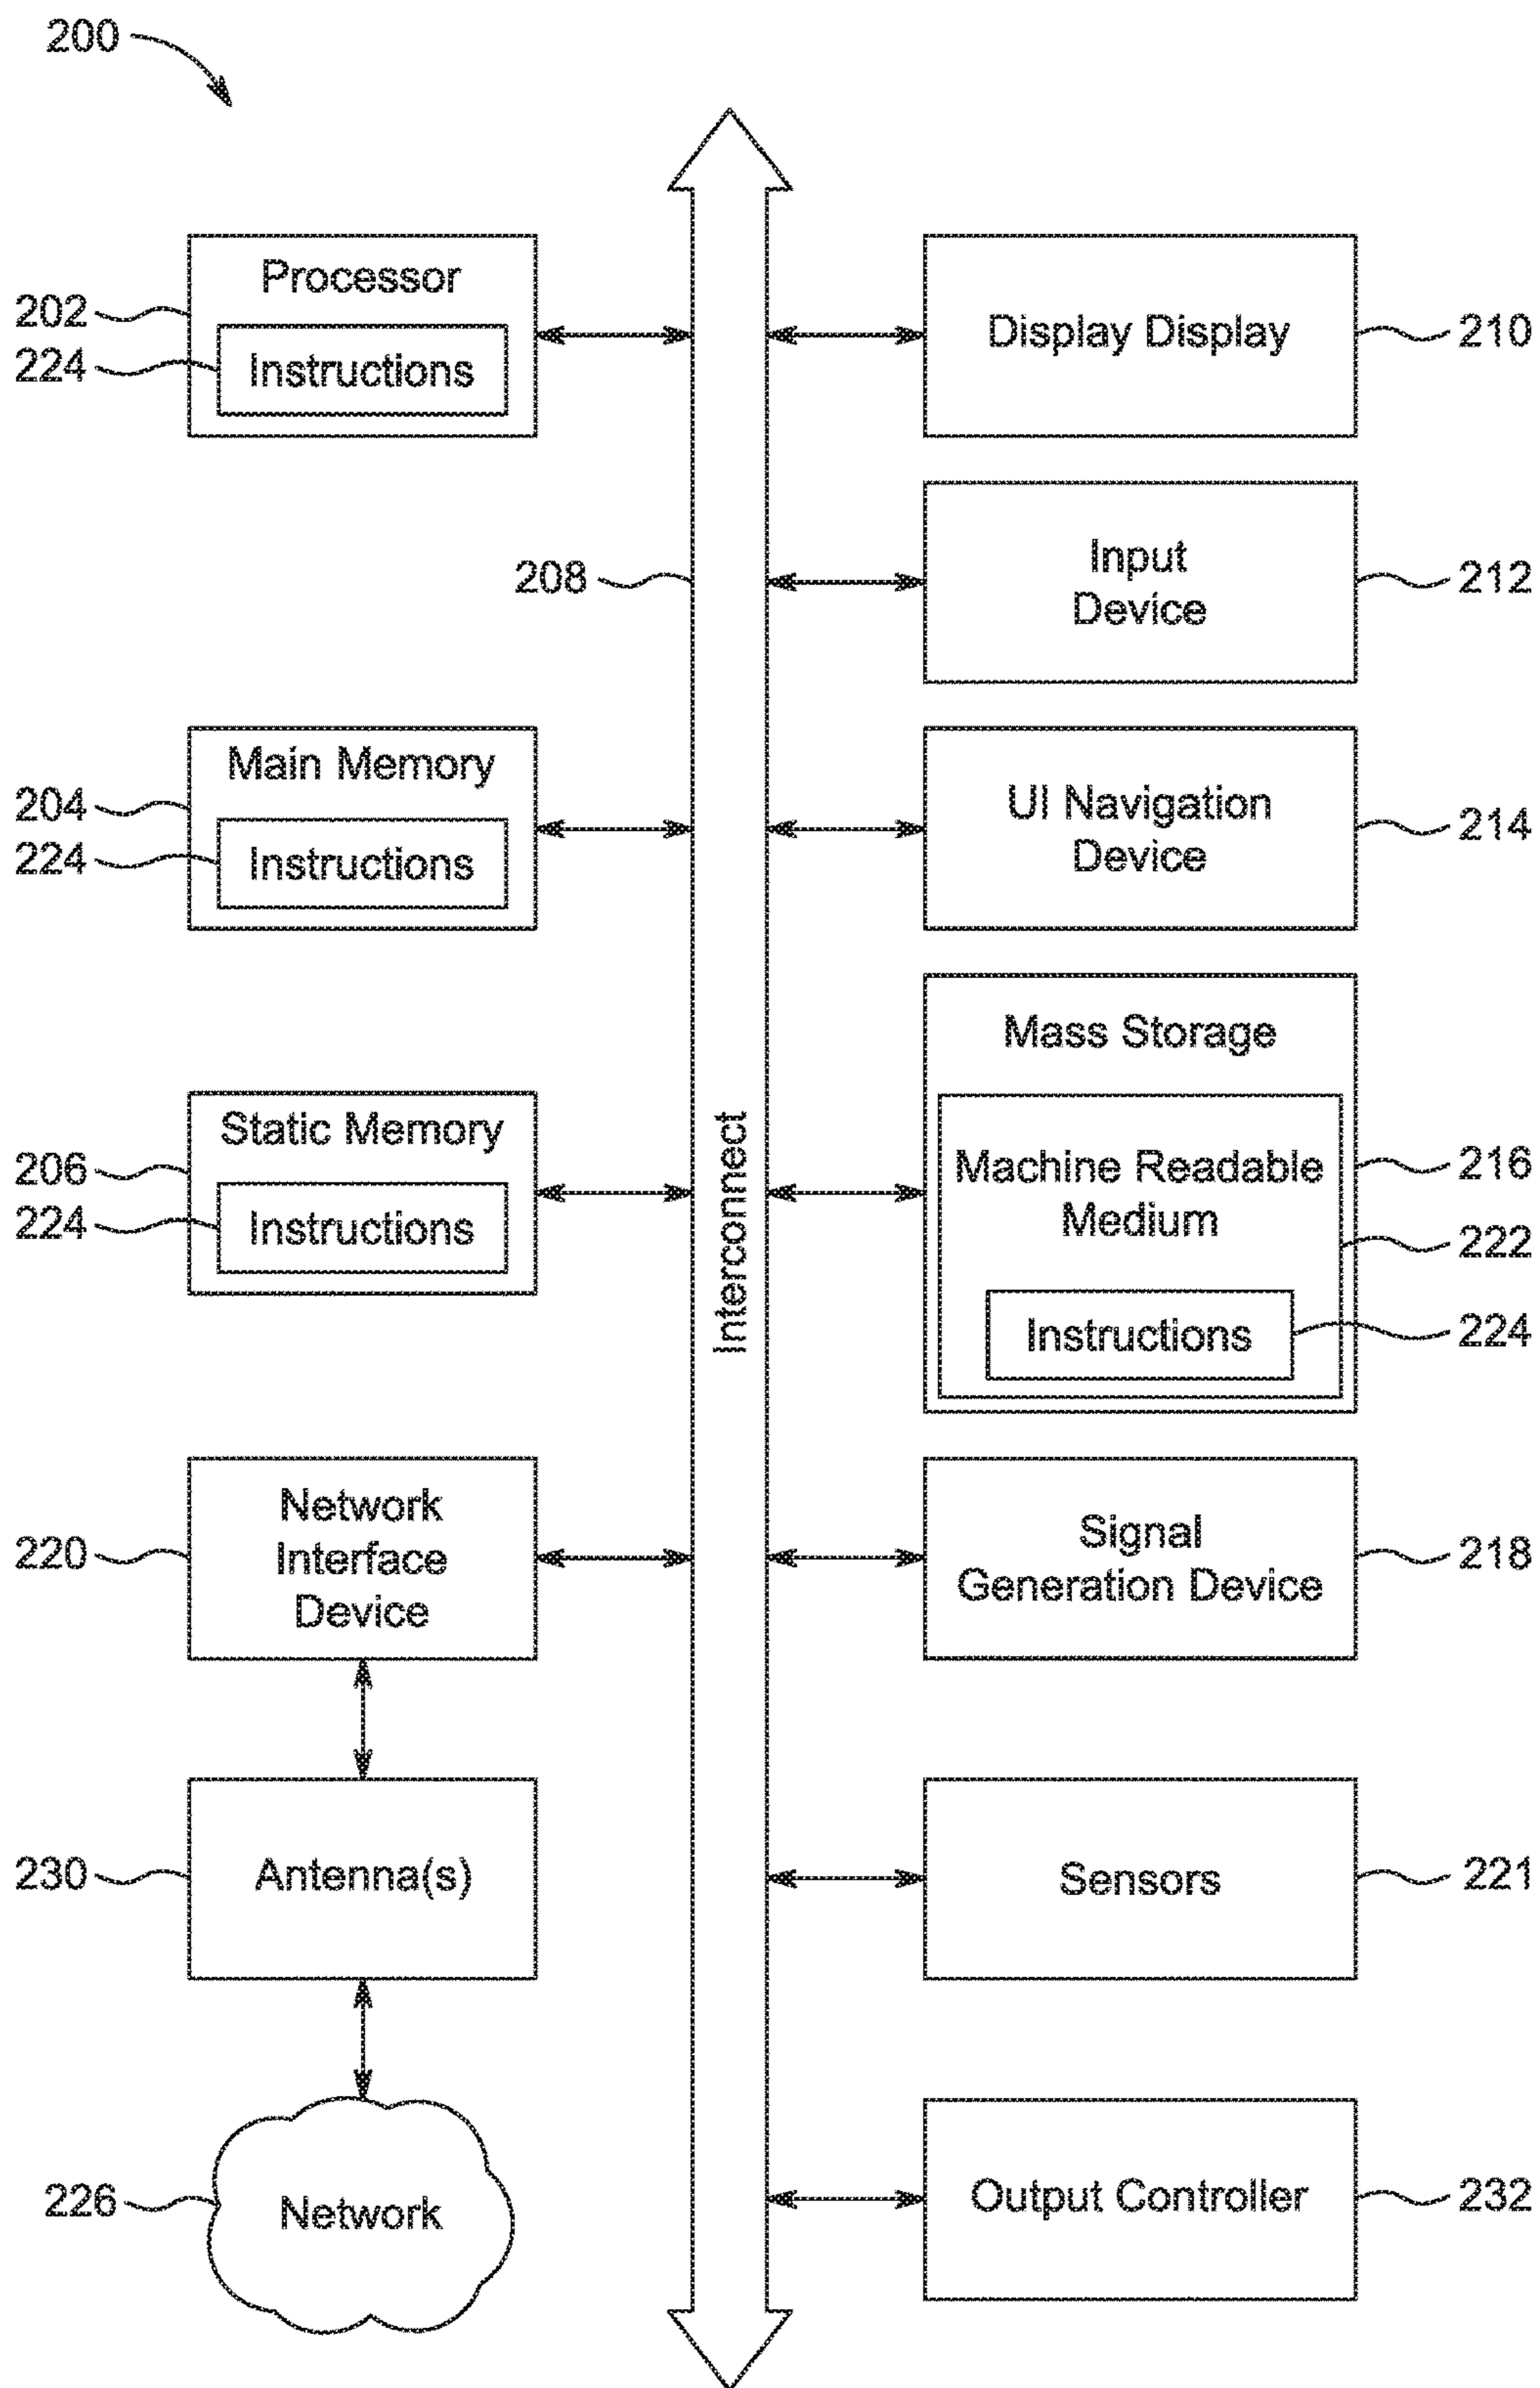 200
Processor
202
224
Instructions
Display Display
210
208
Input
Device
212
Main Memory
204
224
Instructions
UI Navigation
Device
214
Static Memory
206
224
Instructions
Interconnect
Mass Storage
Machine Readable
Medium
216
222
Instructions
224
Network
Interface
Device
220
Signal
Generation Device
218
230
Antenna(s)
Sensors
221
226
Network
Output Controller
232